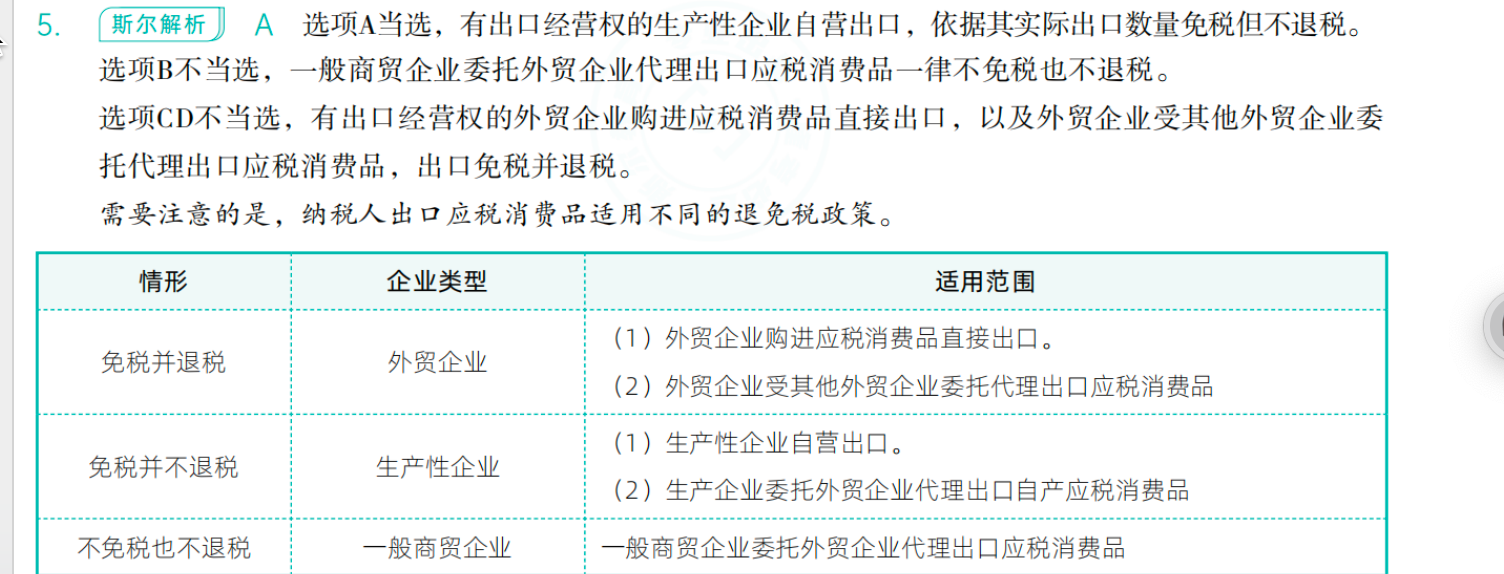 5. 斯尔解析 A 选项A当选，有出口经营权的生产性企业自营出口，依据其实际出口数量免税但不退税。
选项B不当选，一般商贸企业委托外贸企业代理出口应税消费品一律不免税也不退税。
选项CD不当选，有出口经营权的外贸企业购进应税消费品直接出口，以及外贸企业受其他外贸企业委
托代理出口应税消费品，出口免税并退税。
需要注意的是，纳税人出口应税消费品适用不同的退免税政策。
情形 企业类型 适用范围
免税并退税 外贸企业 （1）外贸企业购进应税消费品直接出口。
（2）外贸企业受其他外贸企业委托代理出口应税消费品
免税并不退税 生产性企业 （1）生产性企业自营出口。
（2）生产企业委托外贸企业代理出口自产应税消费品
不免税也不退税 一般商贸企业 一般商贸企业委托外贸企业代理出口应税消费品